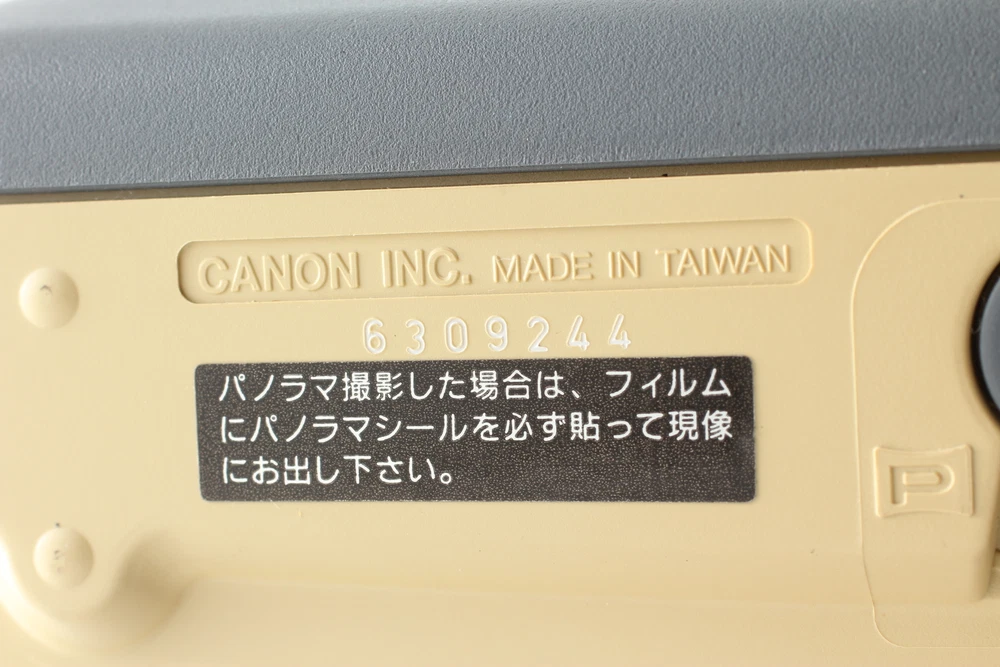 CANON INC. MADE IN TAIWAN
6309244
パノラマ撮影した場合は、フィルム
にパノラマシールを必ず貼って現像
にお出し下さい。
P